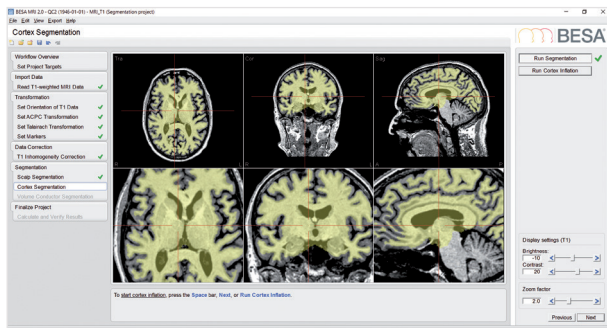 BESA MRI 2.0 - QC2 (1946-01-01) - MRI_T1 (Segmentation project)
File Edit View Export Help
Cortex Segmentation
BESA
Workflow Overview
Set Project Targets
Import Data
Read T1-weighted MRI Data
Transformation
Set Orientation of T1 Data
Set ACPC Transformation
Set Talairach Transformation
Set Markers
Data Correction
T1 Inhomogeneity Correction
Segmentation
Scalp Segmentation
Cortex Segmentation
Volume Conductor Segmentation
Finalize Project
Calculate and Verify Results
Tra
Cor
Sag
R L R L A P
To start cortex inflation, press the Space bar, Next, or Run Cortex Inflation.
Run Segmentation
Run Cortex Inflation
Display settings (T1)
Brightness:
-10
Contrast:
20
Zoom factor
2.0
Previous Next